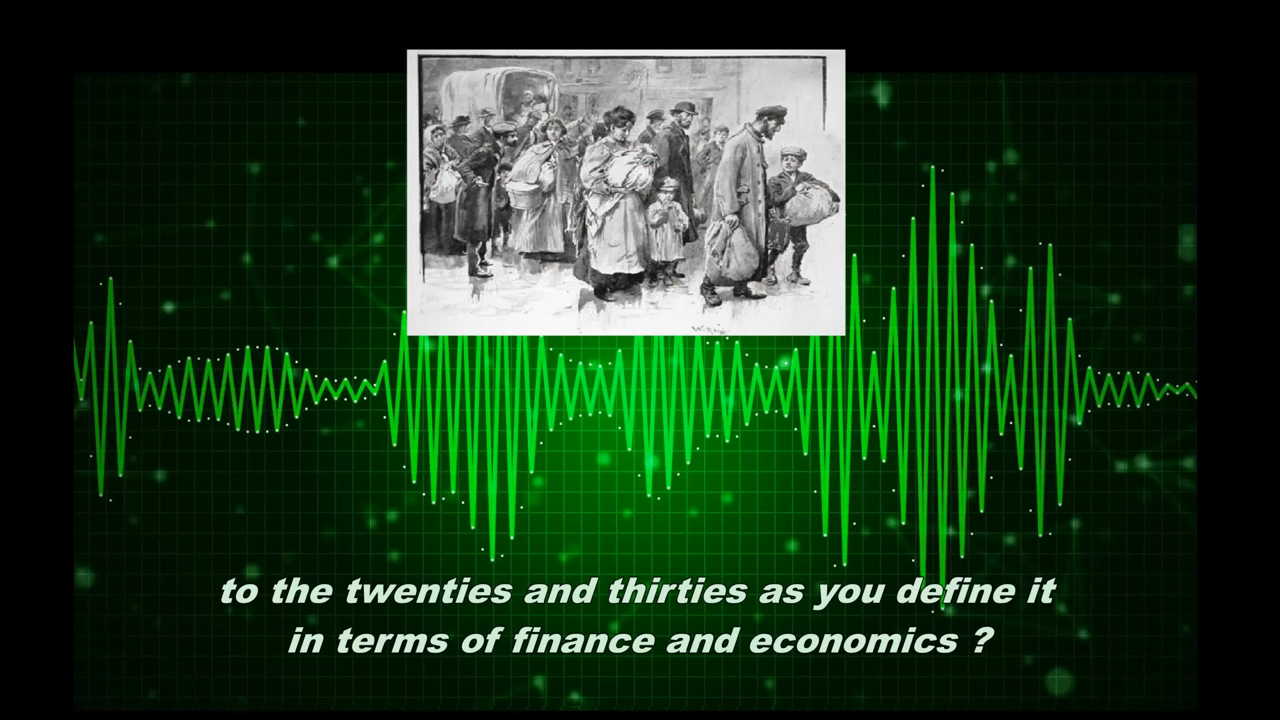 to the twenties and thirties as you define it
in terms of finance and economics ?